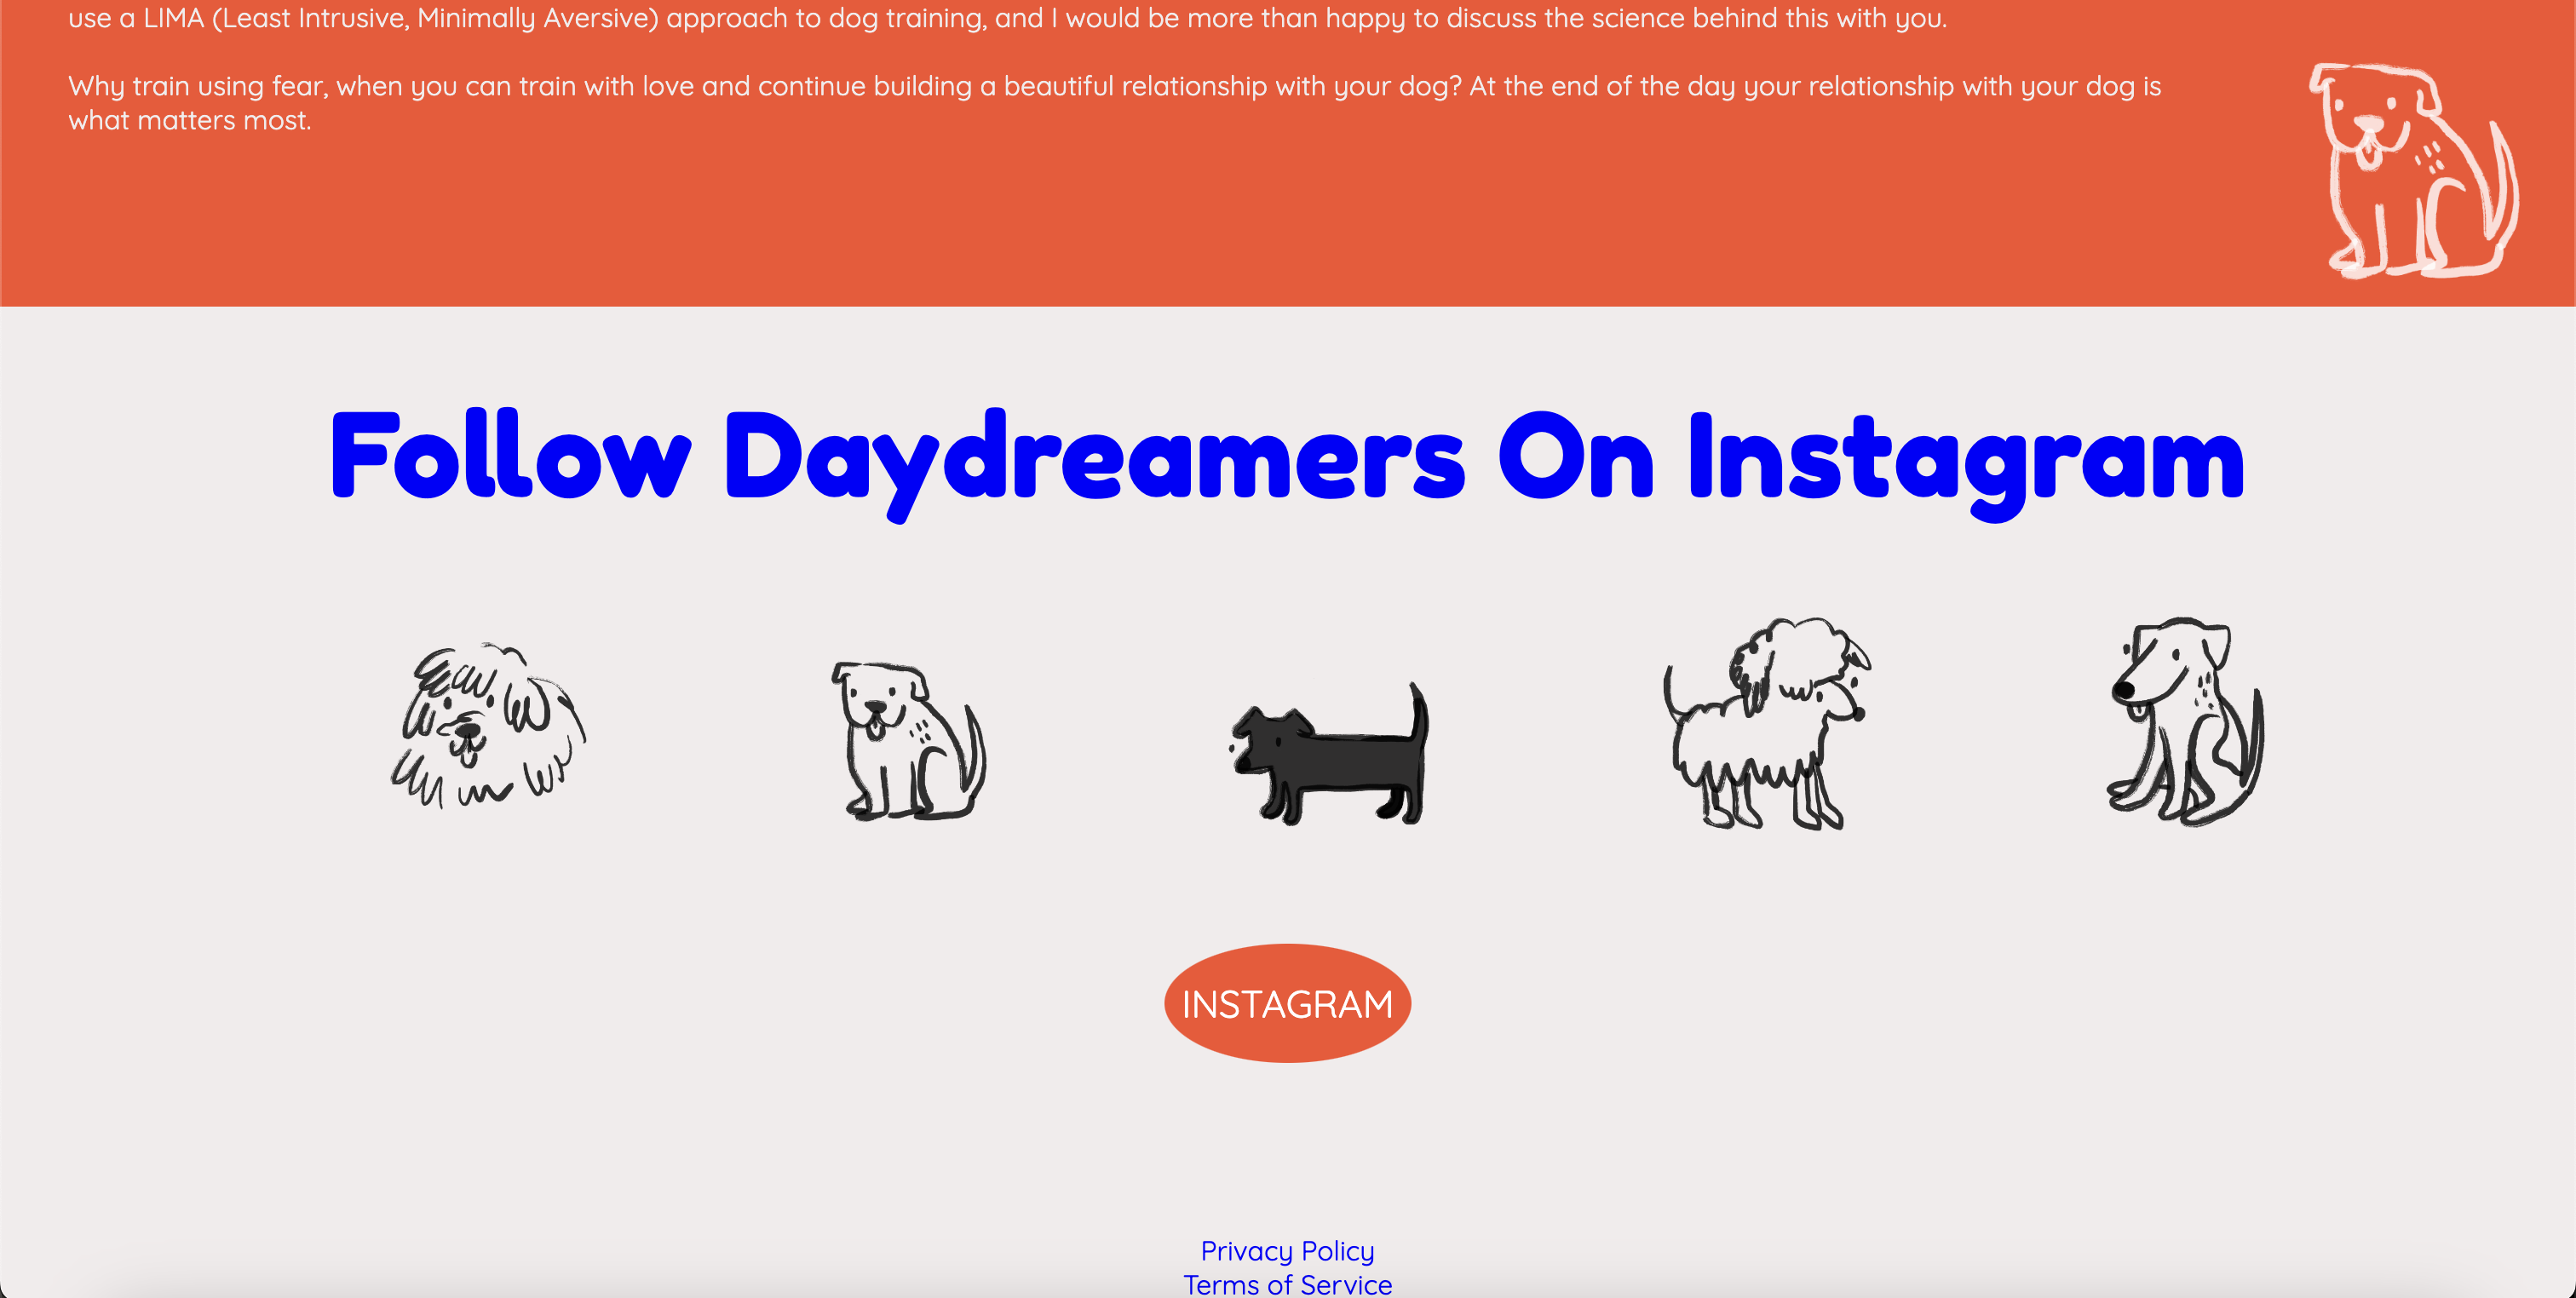 use a LIMA (Least Intrusive, Minimally Aversive) approach to dog training, and I would be more than happy to discuss the science behind this with you.
Why train using fear, when you can train with love and continue building a beautiful relationship with your dog? At the end of the day your relationship with your dog is
what matters most.
Follow Daydreamers On Instagram
INSTAGRAM
Privacy Policy
Terms of Service